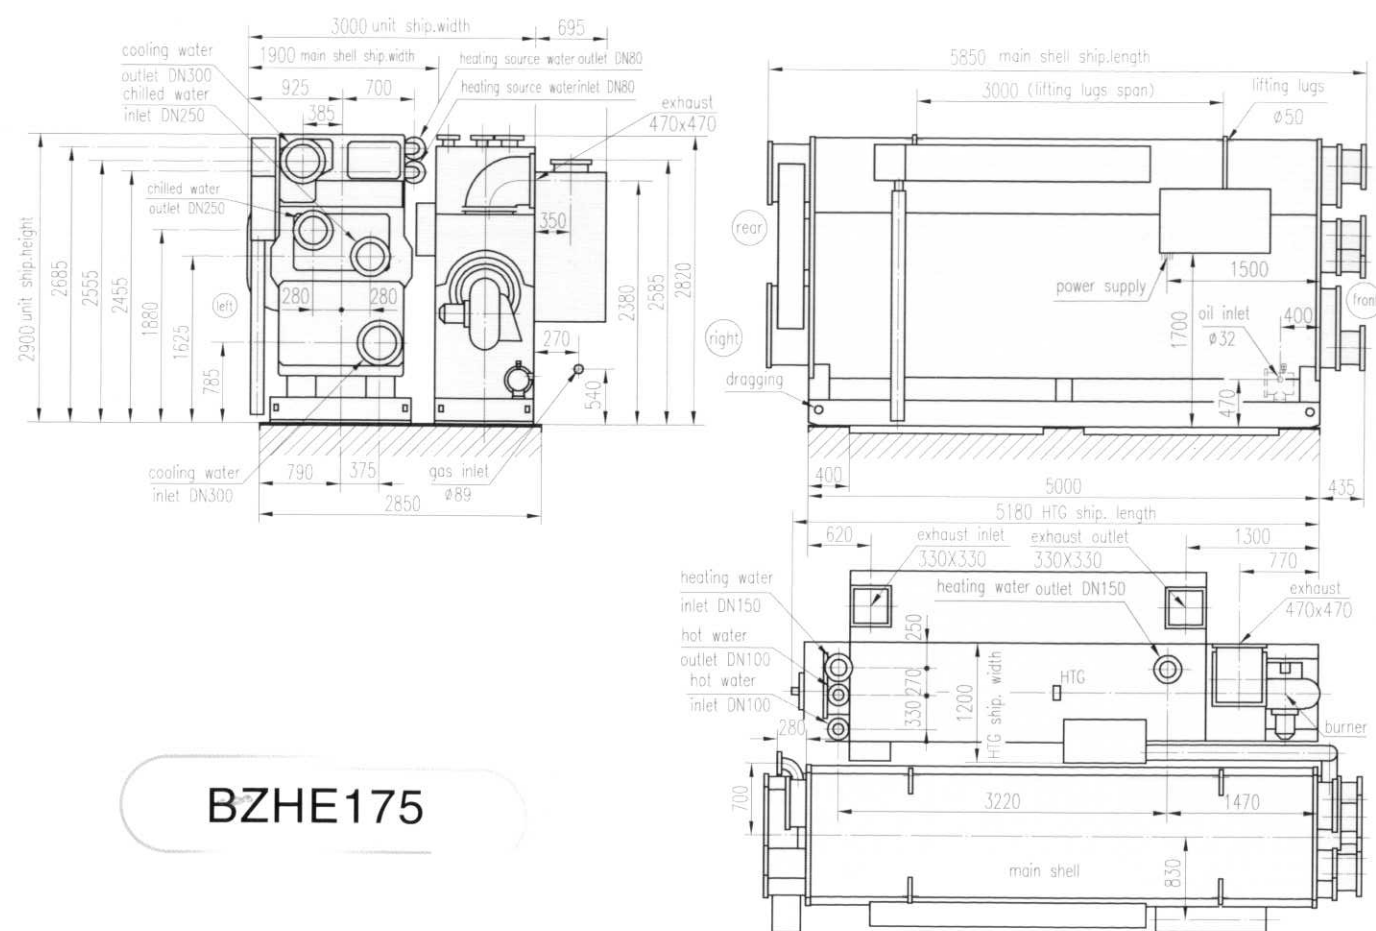 3000 unit ship.width
695
cooling water
outlet DN300
1900 main shell ship.width
heating source water outlet DN80
chilled water
inlet DN250
925
700
heating source waterinlet DN80
385
exhaust
470x470
chilled water
outlet DN250
350
left
280
280
270
2900 unit ship.height
2685
2555
2455
1880
1625
785
2380
2585
2820
540
cooling water
inlet DN300
790
375
gas inlet
ø89
2850
5850 main shell ship.length
3000 (lifting lugs span)
lifting lugs
ø50
rear
right
front
power supply
1500
oil inlet
ø32
400
1700
470
dragging
400
5000
435
5180 HTG ship. length
620
exhaust inlet
330X330
exhaust outlet
330X330
1300
770
heating water
inlet DN150
heating water outlet DN150
exhaust
470x470
hot water
outlet DN100
hot water
inlet DN100
250
270
330
1200
HTG ship. width
HTG
burner
280
700
3220
1470
830
main shell
BZHE175